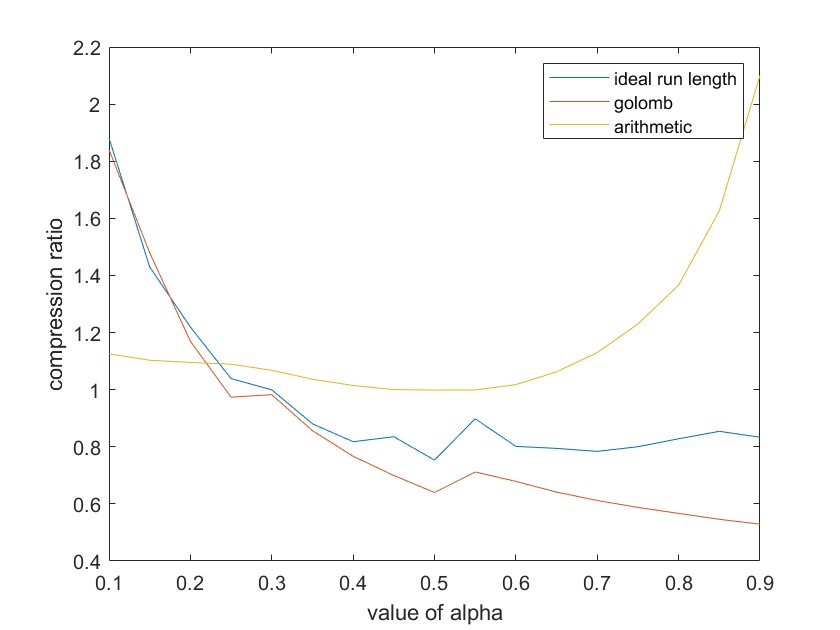 2.2
2
1.8
1.6
1.4
1.2
1
0.8
0.6
0.4
compression ratio
ideal run length
golomb
arithmetic
0.1 0.2 0.3 0.4 0.5 0.6 0.7 0.8 0.9
value of alpha